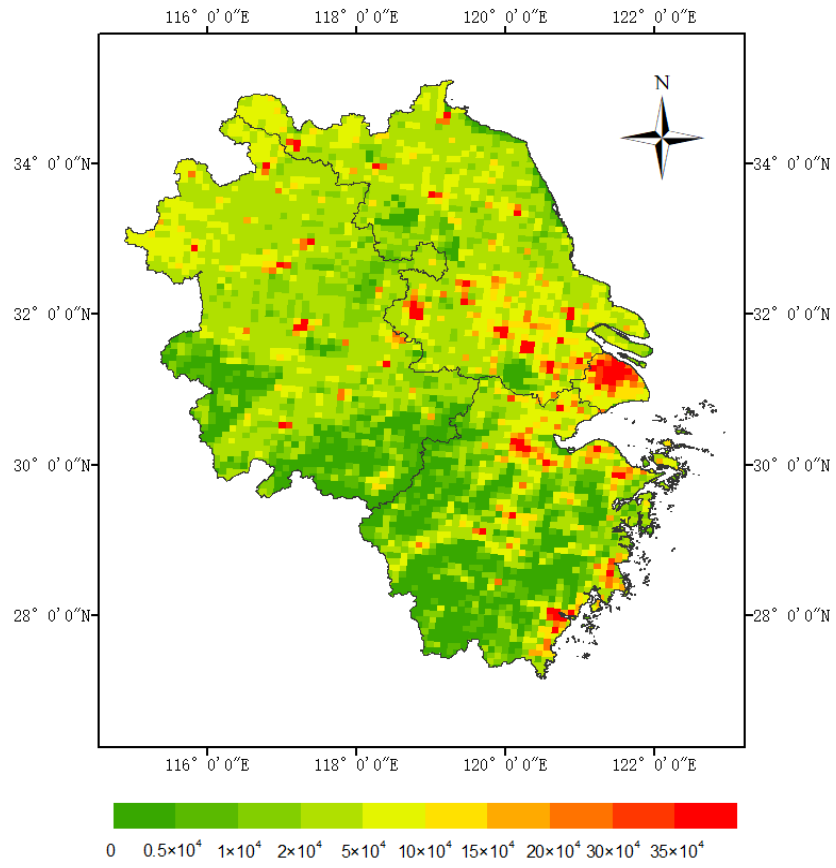 116° 0′0″E 118° 0′0″E 120° 0′0″E 122° 0′0″E
N
34° 0′0″N 34° 0′0″N
32° 0′0″N 32° 0′0″N
30° 0′0″N 30° 0′0″N
28° 0′0″N 28° 0′0″N
116° 0′0″E 118° 0′0″E 120° 0′0″E 122° 0′0″E
0 0.5×10⁴ 1×10⁴ 2×10⁴ 5×10⁴ 10×10⁴ 15×10⁴ 20×10⁴ 30×10⁴ 35×10⁴